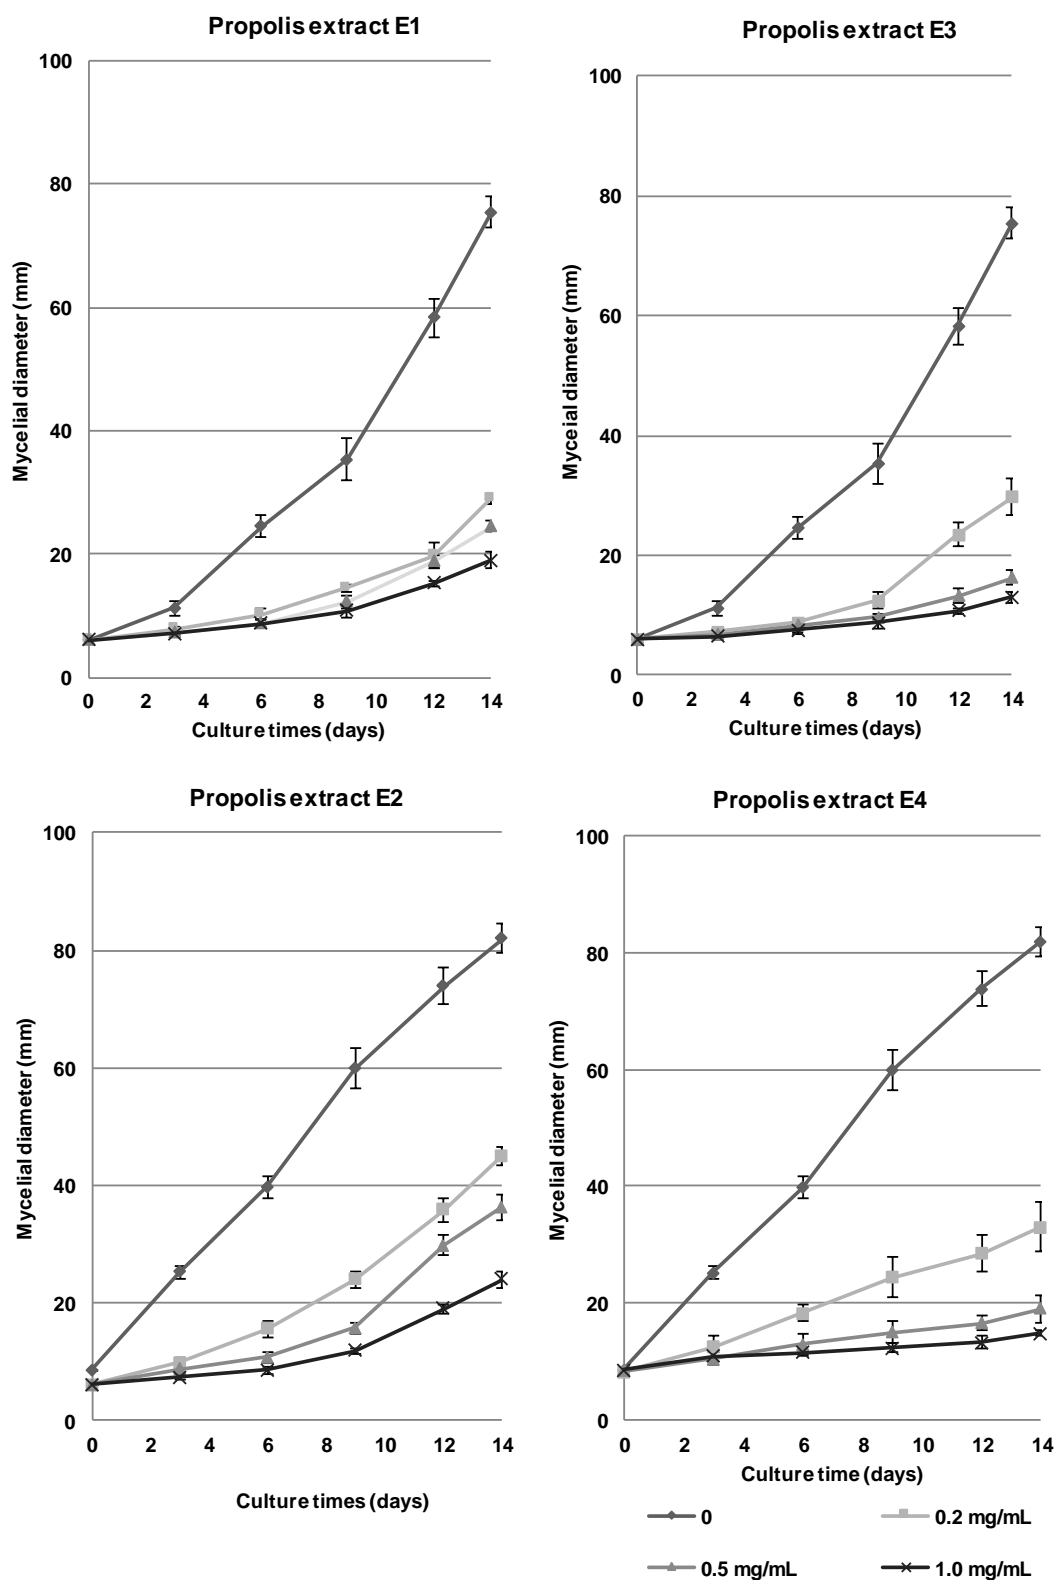 Propolis extract E1
100
80
60
40
20
0
Mycelial diameter (mm)
0 2 4 6 8 10 12 14
Culture times (days)
Propolis extract E3
100
80
60
40
20
0
Myceial diameter (mm)
0 2 4 6 8 10 12 14
Culture times (days)
Propolis extract E2
100
80
60
40
20
0
Mycelial diameter (mm)
0 2 4 6 8 10 12 14
Culture times (days)
Propolis extract E4
100
80
60
40
20
0
Mycelial diameter (mm)
0 2 4 6 8 10 12 14
Culture time (days)
0 0.2 mg/mL
0.5 mg/mL 1.0 mg/mL